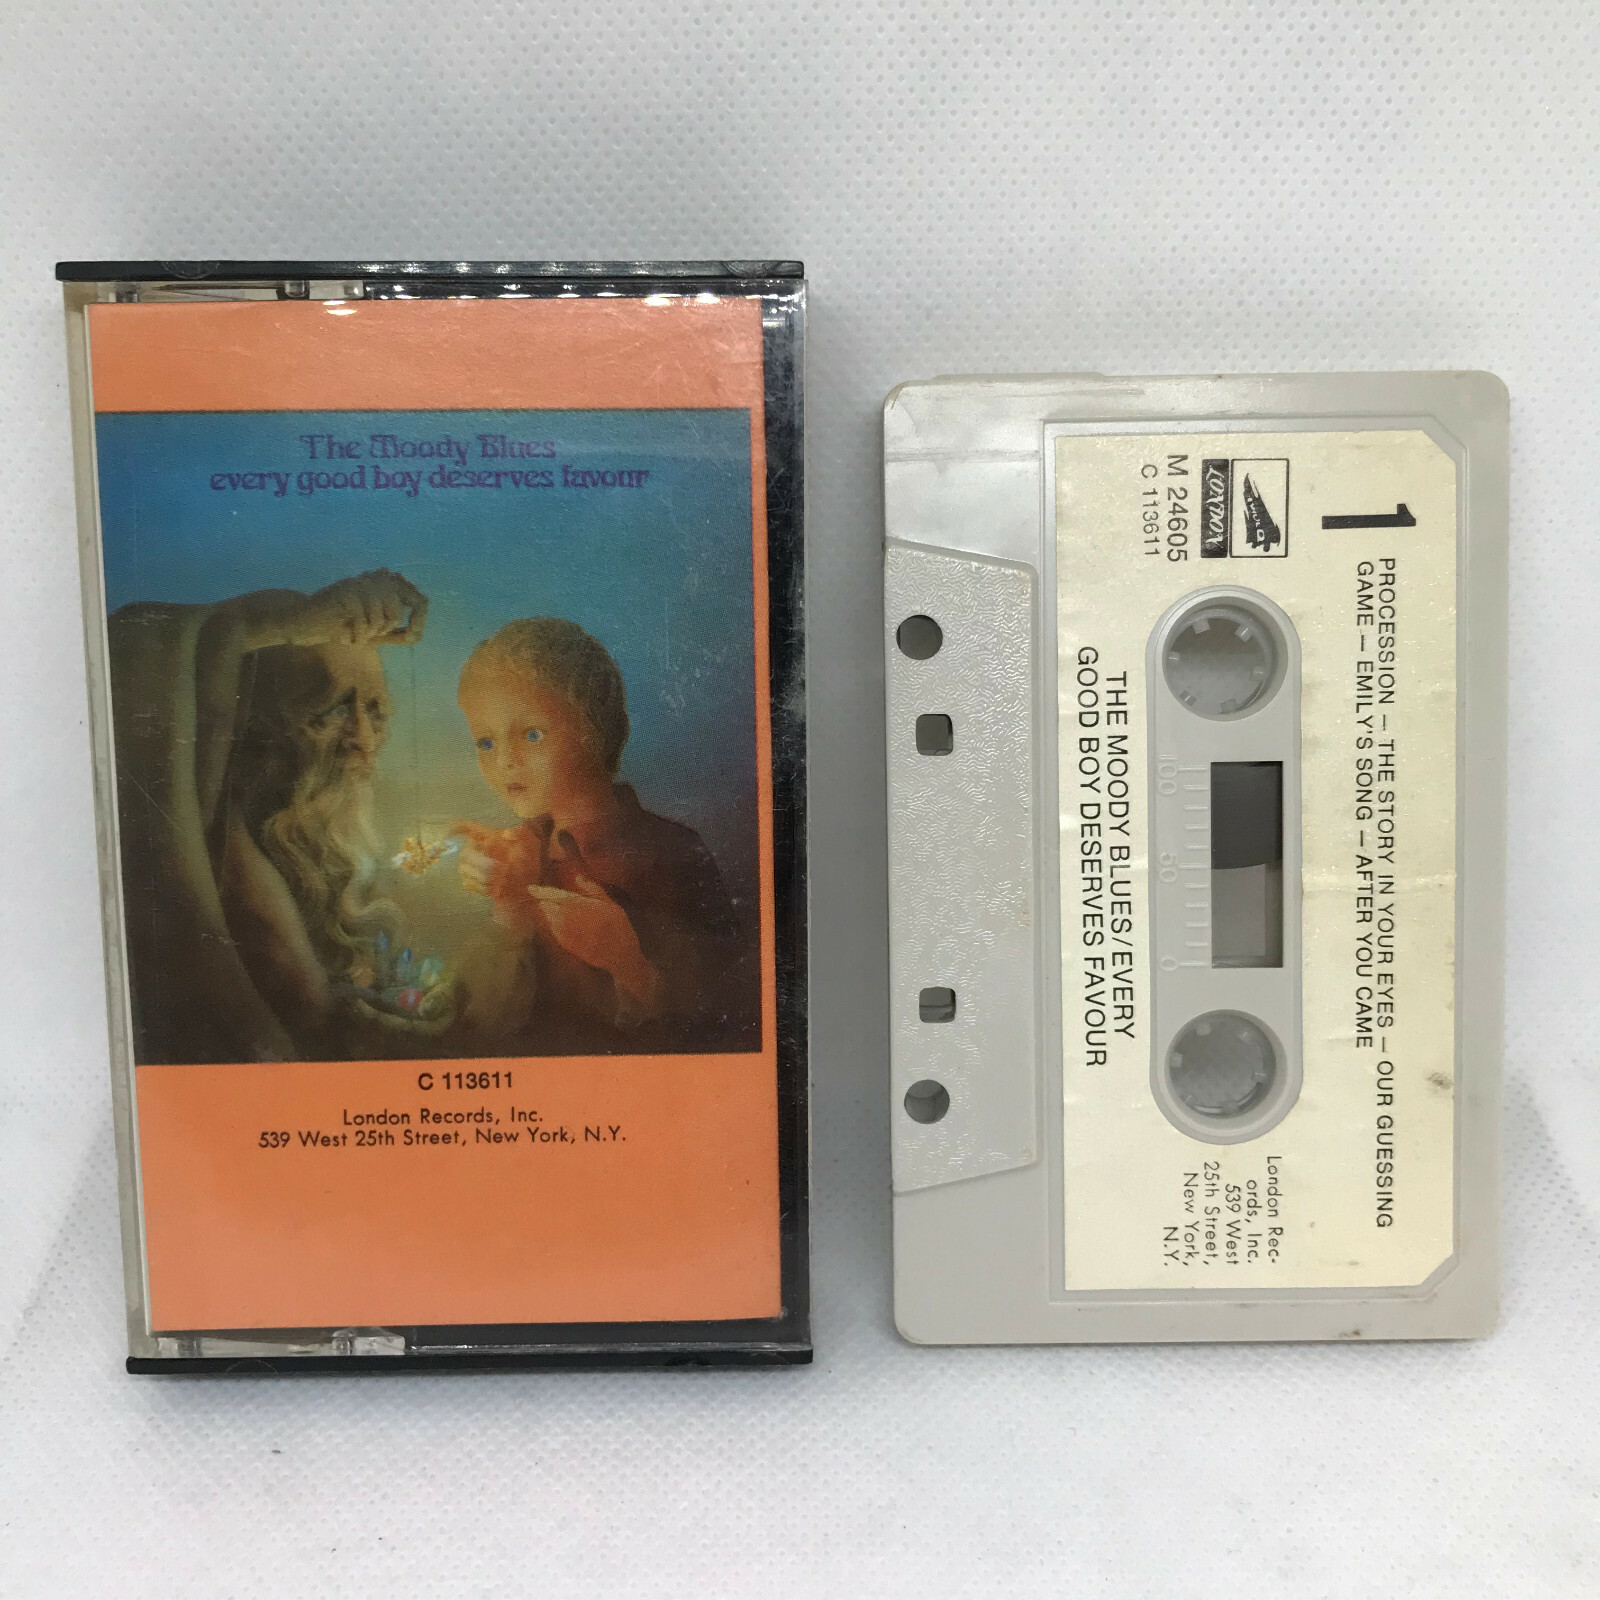 The Moody Blues
every good boy deserves favour
C 113611
London Records, Inc.
539 West 25th Street, New York, N.Y.
1
PROCESSION – THE STORY IN YOUR EYES – OUR GUESSING
GAME – EMILY'S SONG – AFTER YOU CAME
LONDON
M 24605
C 113611
100 50 0
THE MOODY BLUES/EVERY
GOOD BOY DESERVES FAVOUR
London Rec-
ords, Inc.
539 West
25th Street,
New York,
N.Y.